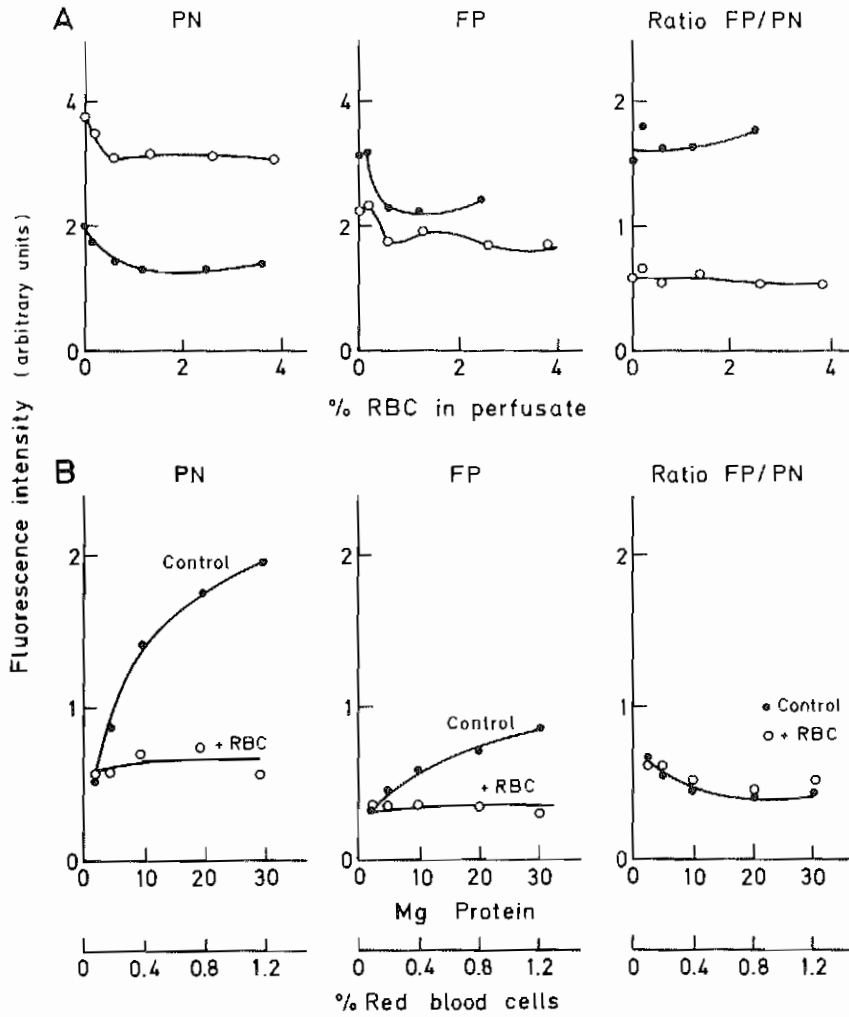 A
PN
FP
Ratio FP/PN
4
2
0
0 2 4
4
2
0
0 2 4
2
1
0
0 2 4
% RBC in perfusate
Fluorescence intensity (arbitrary units)
B
PN
FP
Ratio FP/PN
2
1
0
Control
+ RBC
0 10 20 30
2
1
0
Control
+ RBC
0 10 20 30
2
1
0
Control
+ RBC
0 10 20 30
Mg Protein
0 0.4 0.8 1.2
0 0.4 0.8 1.2
0 0.4 0.8 1.2
% Red blood cells